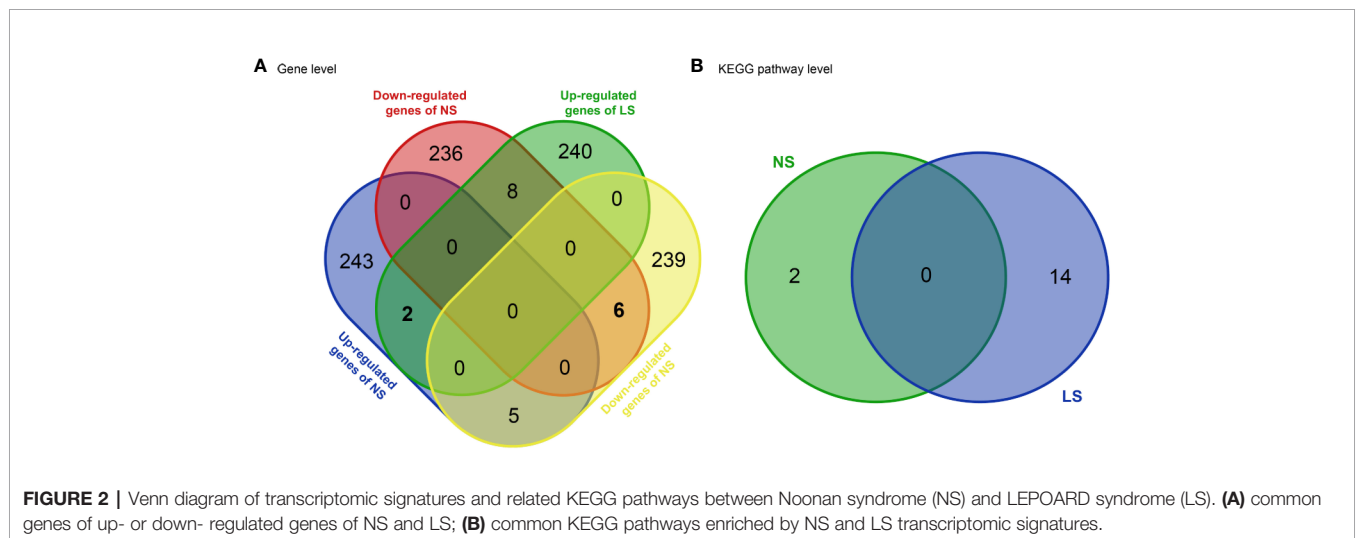 A Gene level
Down-regulated
genes of NS
Up-regulated
genes of LS
236
240
0
8
0
243
0
0
239
2
0
6
0
0
5
Up-regulated
genes of NS
Down-regulated
genes of NS
B KEGG pathway level
NS
2
0
14
LS
FIGURE 2 | Venn diagram of transcriptomic signatures and related KEGG pathways between Noonan syndrome (NS) and LEPOARD syndrome (LS). (A) common
genes of up- or down- regulated genes of NS and LS; (B) common KEGG pathways enriched by NS and LS transcriptomic signatures.